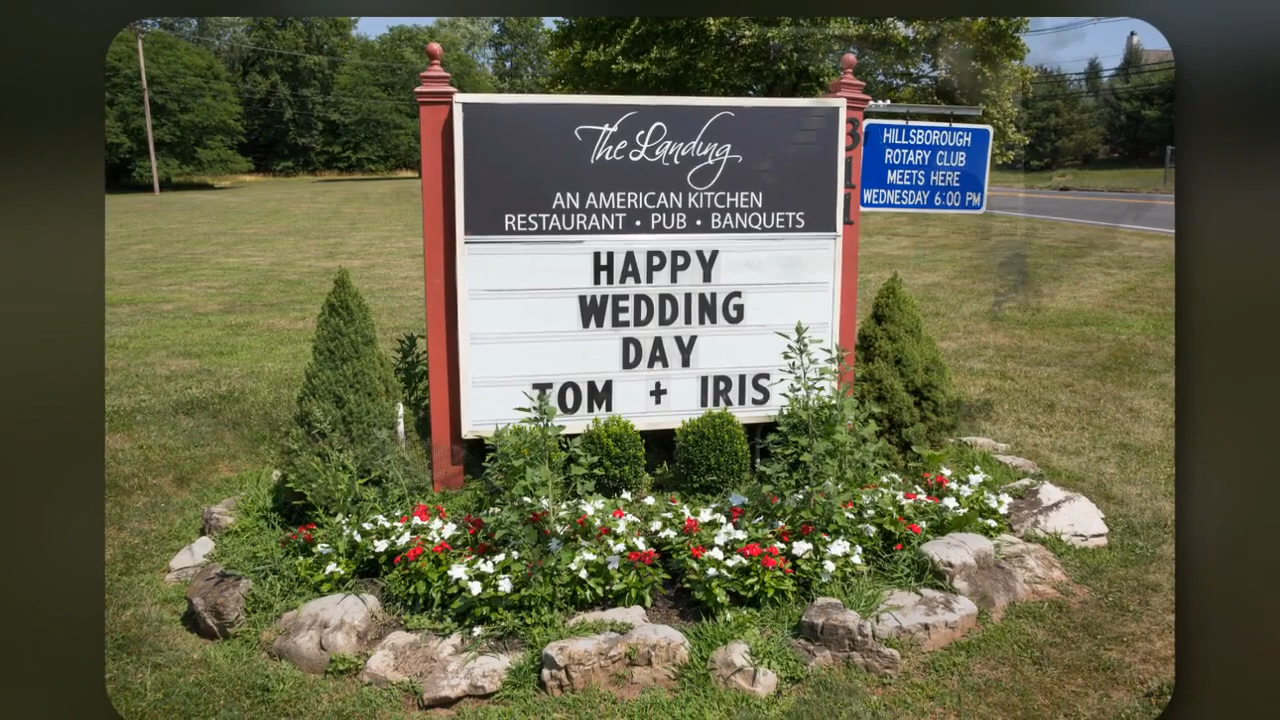 The Landing
AN AMERICAN KITCHEN
RESTAURANT • PUB • BANQUETS
HAPPY
WEDDING
DAY
TOM + IRIS
311
HILLSBOROUGH
ROTARY CLUB
MEETS HERE
WEDNESDAY 6:00 PM